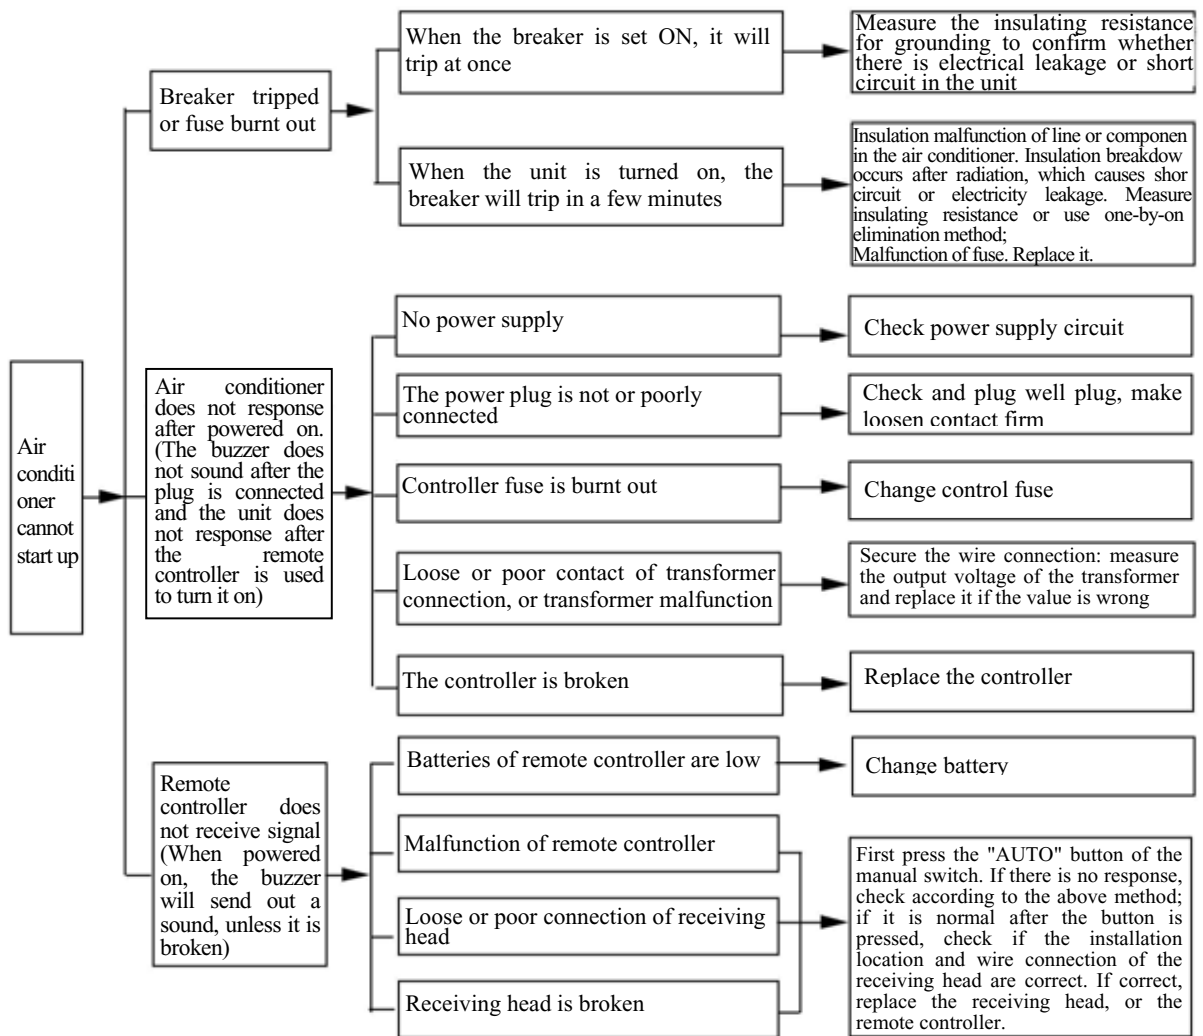 Air
conditi
oner
cannot
start up
Breaker tripped
or fuse burnt out
When the breaker is set ON, it will
trip at once
Measure the insulating resistance
for grounding to confirm whether
there is electrical leakage or short
circuit in the unit
When the unit is turned on, the
breaker will trip in a few minutes
Insulation malfunction of line or componen
in the air conditioner. Insulation breakdow
occurs after radiation, which causes shor
circuit or electricity leakage. Measure
insulating resistance or use one-by-on
elimination method;
Malfunction of fuse. Replace it.
Air conditioner
does not response
after powered on.
(The buzzer does
not sound after the
plug is connected
and the unit does
not response after
the remote
controller is used
to turn it on)
No power supply
Check power supply circuit
The power plug is not or poorly
connected
Check and plug well plug, make
loosen contact firm
Controller fuse is burnt out
Change control fuse
Loose or poor contact of transformer
connection, or transformer malfunction
Secure the wire connection: measure
the output voltage of the transformer
and replace it if the value is wrong
The controller is broken
Replace the controller
Remote
controller does
not receive signal
(When powered
on, the buzzer
will send out a
sound, unless it is
broken)
Batteries of remote controller are low
Change battery
Malfunction of remote controller
Loose or poor connection of receiving
head
Receiving head is broken
First press the "AUTO" button of the
manual switch. If there is no response,
check according to the above method;
if it is normal after the button is
pressed, check if the installation
location and wire connection of the
receiving head are correct. If correct,
replace the receiving head, or the
remote controller.